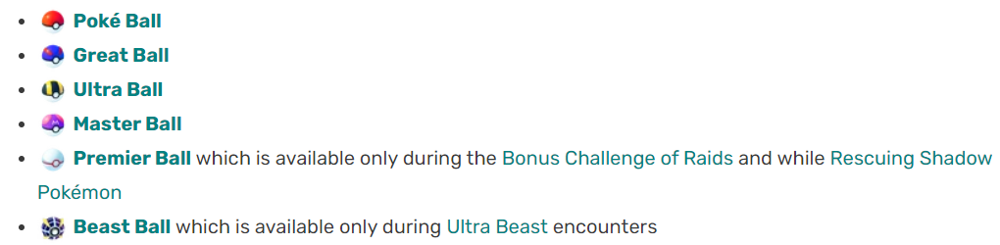 Poké Ball
Great Ball
Ultra Ball
Master Ball
Premier Ball which is available only during the Bonus Challenge of Raids and while Rescuing Shadow
Pokémon
Beast Ball which is available only during Ultra Beast encounters